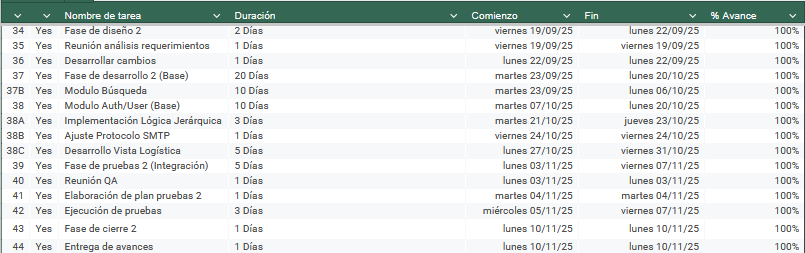 Nombre de tarea Duración Comienzo Fin % Avance
34 Yes Fase de diseño 2 2 Días viernes 19/09/25 lunes 22/09/25 100%
35 Yes Reunión análisis requerimientos 1 Días viernes 19/09/25 viernes 19/09/25 100%
36 Yes Desarrollar cambios 1 Días lunes 22/09/25 lunes 22/09/25 100%
37 Yes Fase de desarrollo 2 (Base) 20 Días martes 23/09/25 lunes 20/10/25 100%
37B Yes Modulo Búsqueda 10 Días martes 23/09/25 lunes 06/10/25 100%
38 Yes Modulo Auth/User (Base) 10 Días martes 07/10/25 lunes 20/10/25 100%
38A Yes Implementación Lógica Jerárquica 3 Días martes 21/10/25 jueves 23/10/25 100%
38B Yes Ajuste Protocolo SMTP 1 Días viernes 24/10/25 viernes 24/10/25 100%
38C Yes Desarrollo Vista Logística 5 Días lunes 27/10/25 viernes 31/10/25 100%
39 Yes Fase de pruebas 2 (Integración) 5 Días lunes 03/11/25 viernes 07/11/25 100%
40 Yes Reunión QA 1 Días lunes 03/11/25 lunes 03/11/25 100%
41 Yes Elaboración de plan pruebas 2 1 Días martes 04/11/25 martes 04/11/25 100%
42 Yes Ejecución de pruebas 3 Días miércoles 05/11/25 viernes 07/11/25 100%
43 Yes Fase de cierre 2 1 Días lunes 10/11/25 lunes 10/11/25 100%
44 Yes Entrega de avances 1 Días lunes 10/11/25 lunes 10/11/25 100%